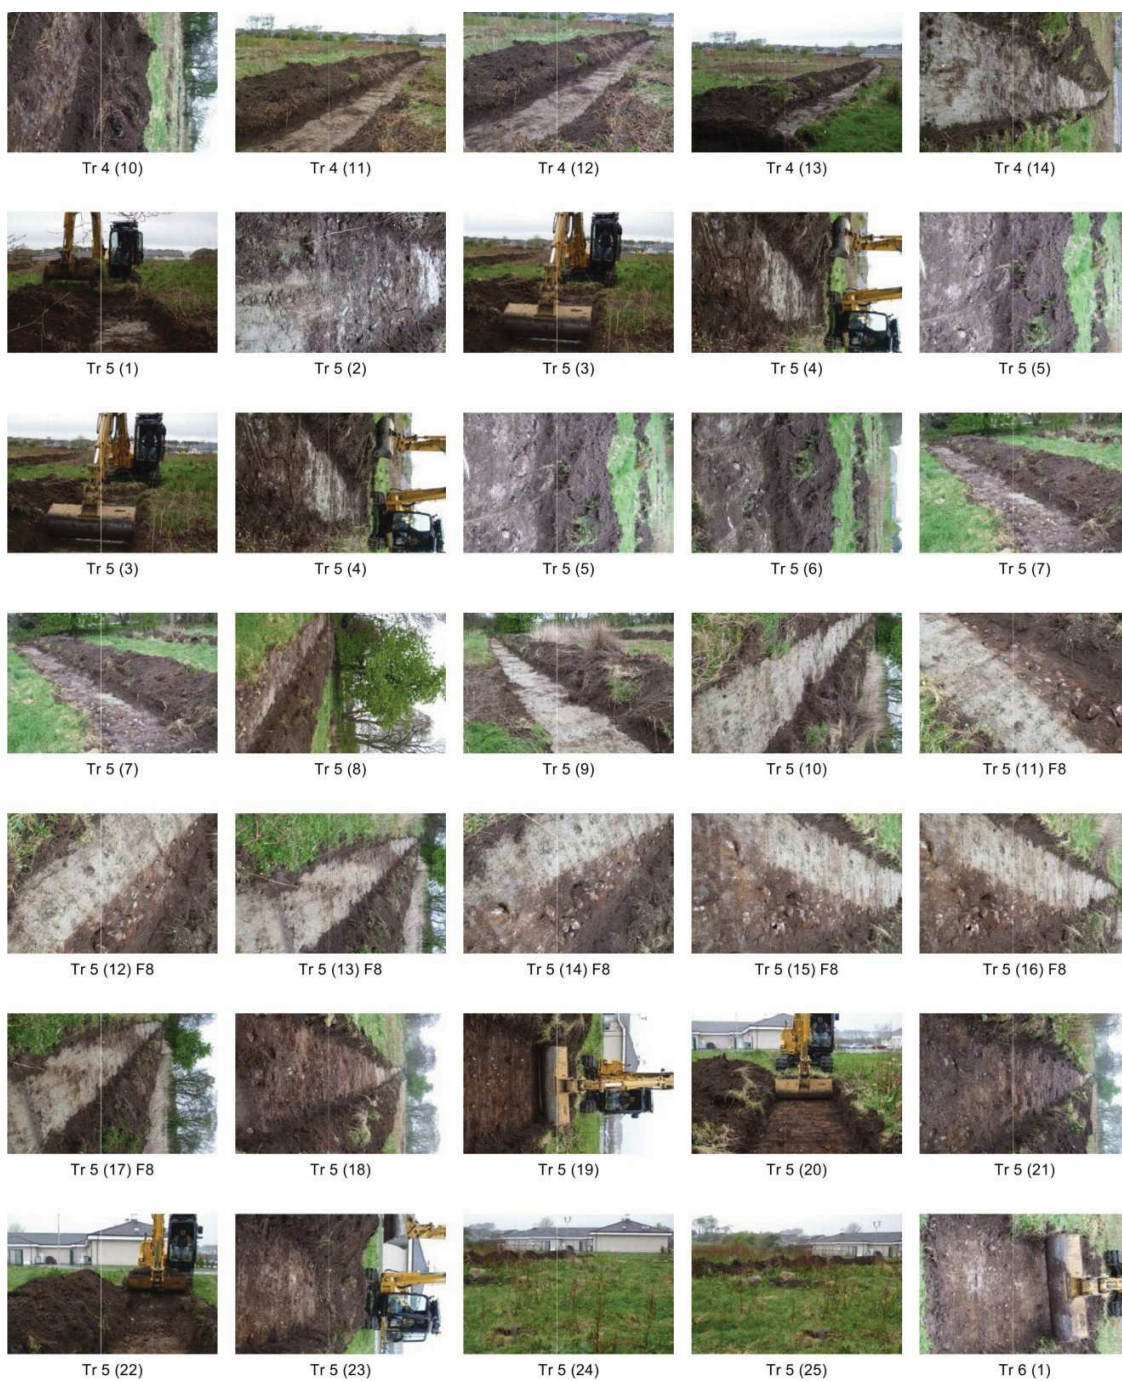 Tr 4 (10) Tr 4 (11) Tr 4 (12) Tr 4 (13) Tr 4 (14)
Tr 5 (1) Tr 5 (2) Tr 5 (3) Tr 5 (4) Tr 5 (5)
Tr 5 (3) Tr 5 (4) Tr 5 (5) Tr 5 (6) Tr 5 (7)
Tr 5 (7) Tr 5 (8) Tr 5 (9) Tr 5 (10) Tr 5 (11) F8
Tr 5 (12) F8 Tr 5 (13) F8 Tr 5 (14) F8 Tr 5 (15) F8 Tr 5 (16) F8
Tr 5 (17) F8 Tr 5 (18) Tr 5 (19) Tr 5 (20) Tr 5 (21)
Tr 5 (22) Tr 5 (23) Tr 5 (24) Tr 5 (25) Tr 6 (1)